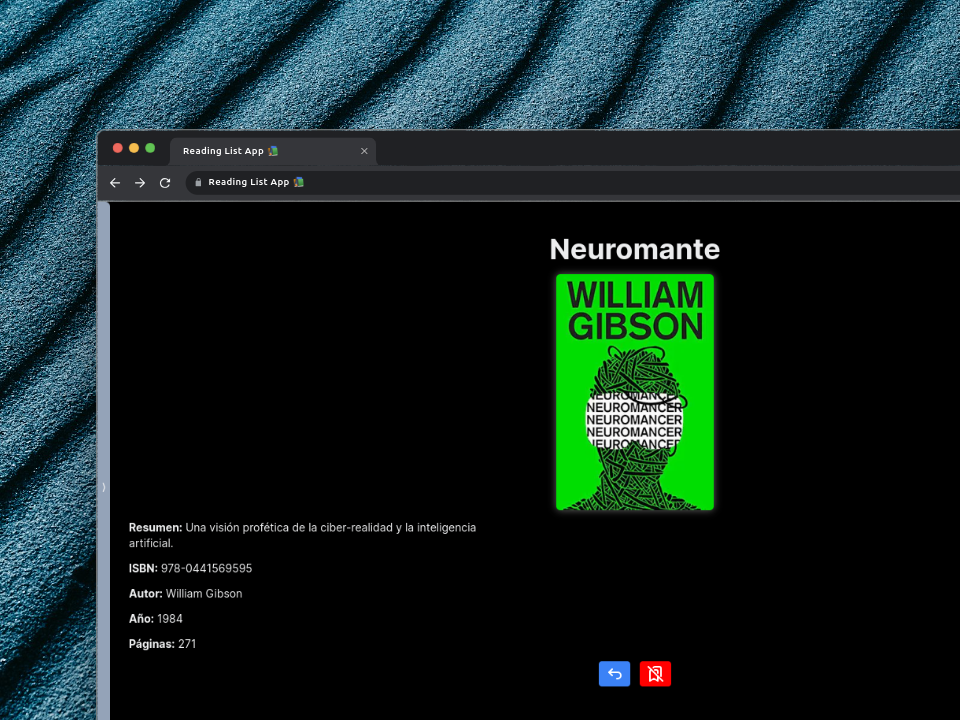 Reading List App
Reading List App
Neuromante
WILLIAM
GIBSON
NEUROMANCER
NEUROMANCER
NEUROMANCER
NEUROMANCER
NEUROMANCER
Resumen: Una visión profética de la ciber-realidad y la inteligencia
artificial.
ISBN: 978-0441569595
Autor: William Gibson
Año: 1984
Páginas: 271